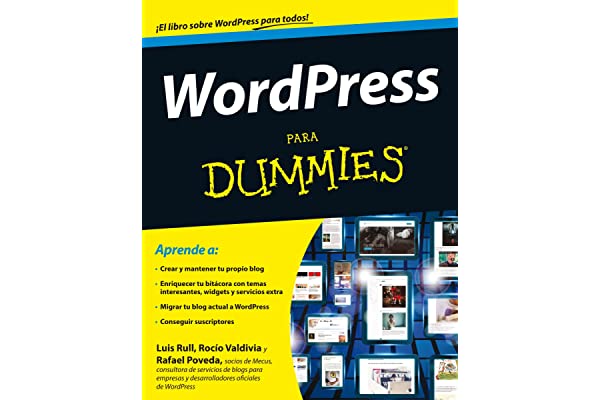 ¡El libro sobre WordPress para todos!
WordPress
PARA
DUMMIES®
Aprende a:
• Crear y mantener tu propio blog
• Enriquecer tu bitácora con temas
interesantes, widgets y servicios extra
• Migrar tu blog actual a WordPress
• Conseguir suscriptores
Luis Rull, Rocío Valdivia y
Rafael Poveda, socios de Mecus,
consultora de servicios de blogs para
empresas y desarrolladores oficiales
de WordPress